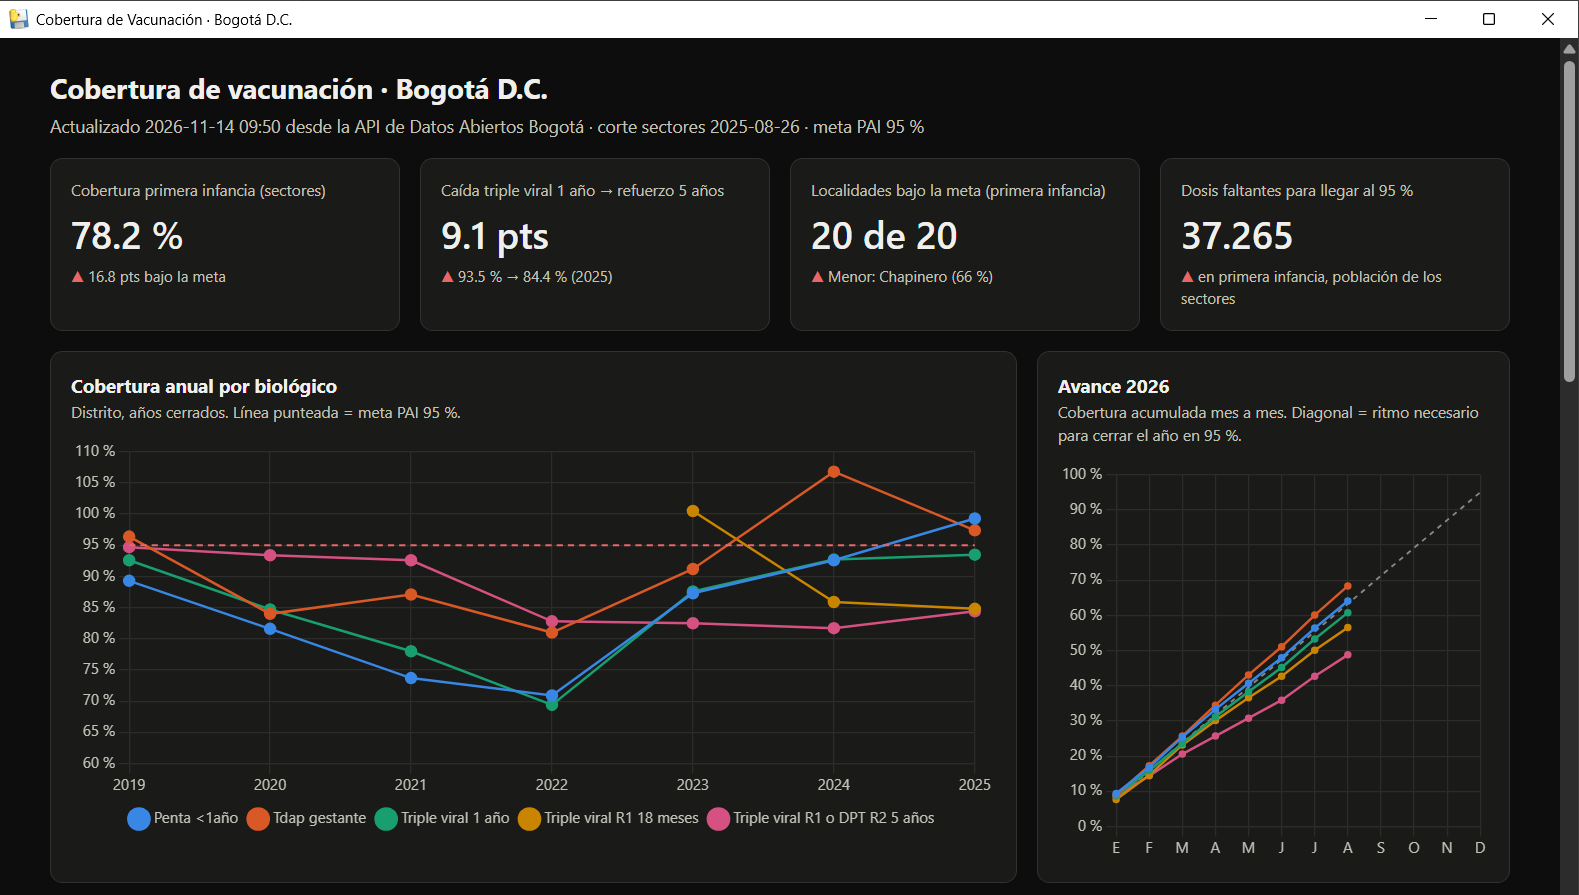 Cobertura de Vacunación · Bogotá D.C.
Cobertura de vacunación · Bogotá D.C.
Actualizado 2026-11-14 09:50 desde la API de Datos Abiertos Bogotá · corte sectores 2025-08-26 · meta PAI 95 %
Cobertura primera infancia (sectores)
78.2 %
▲ 16.8 pts bajo la meta
Caída triple viral 1 año → refuerzo 5 años
9.1 pts
▲ 93.5 % → 84.4 % (2025)
Localidades bajo la meta (primera infancia)
20 de 20
▲ Menor: Chapinero (66 %)
Dosis faltantes para llegar al 95 %
37.265
▲ en primera infancia, población de los
sectores
Cobertura anual por biológico
Distrito, años cerrados. Línea punteada = meta PAI 95 %.
110 %
105 %
100 %
95 %
90 %
85 %
80 %
75 %
70 %
65 %
60 %
2019 2020 2021 2022 2023 2024 2025
Penta <1año Tdap gestante Triple viral 1 año Triple viral R1 18 meses Triple viral R1 o DPT R2 5 años
Avance 2026
Cobertura acumulada mes a mes. Diagonal = ritmo necesario
para cerrar el año en 95 %.
100 %
90 %
80 %
70 %
60 %
50 %
40 %
30 %
20 %
10 %
0 %
E F M A M J J A S O N D